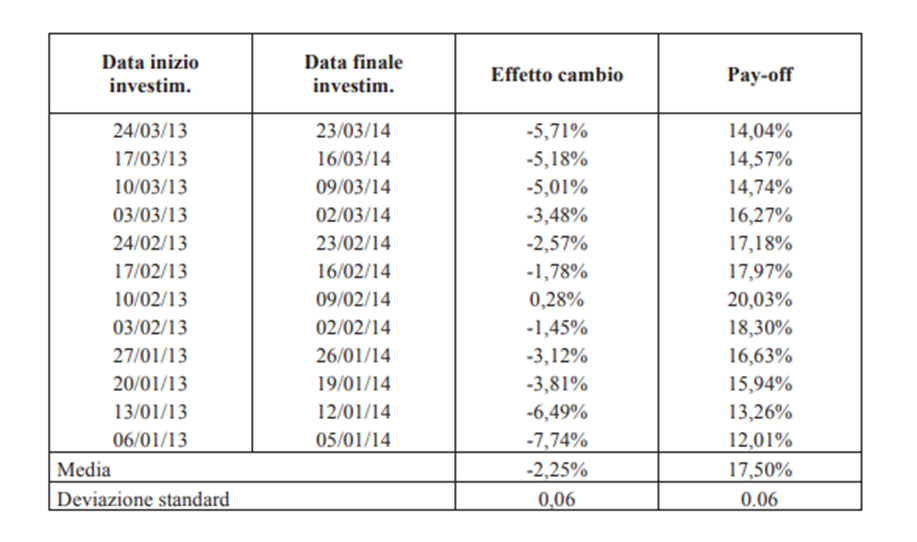 Data inizio investim. Data finale investim. Effetto cambio Pay-off
24/03/13 23/03/14 -5,71% 14,04%
17/03/13 16/03/14 -5,18% 14,57%
10/03/13 09/03/14 -5,01% 14,74%
03/03/13 02/03/14 -3,48% 16,27%
24/02/13 23/02/14 -2,57% 17,18%
17/02/13 16/02/14 -1,78% 17,97%
10/02/13 09/02/14 0,28% 20,03%
03/02/13 02/02/14 -1,45% 18,30%
27/01/13 26/01/14 -3,12% 16,63%
20/01/13 19/01/14 -3,81% 15,94%
13/01/13 12/01/14 -6,49% 13,26%
06/01/13 05/01/14 -7,74% 12,01%
Media -2,25% 17,50%
Deviazione standard 0,06 0.06